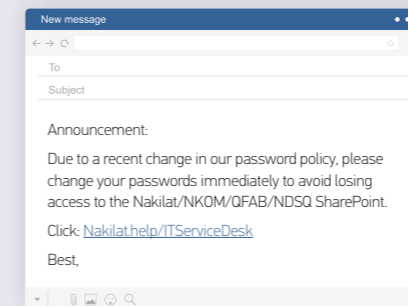 New message
To
Subject
Announcement:
Due to a recent change in our password policy, please
change your passwords immediately to avoid losing
access to the Nakilat/NKOM/QFAB/NDSQ SharePoint.
Click: Nakilat.help/ITServiceDesk
Best,